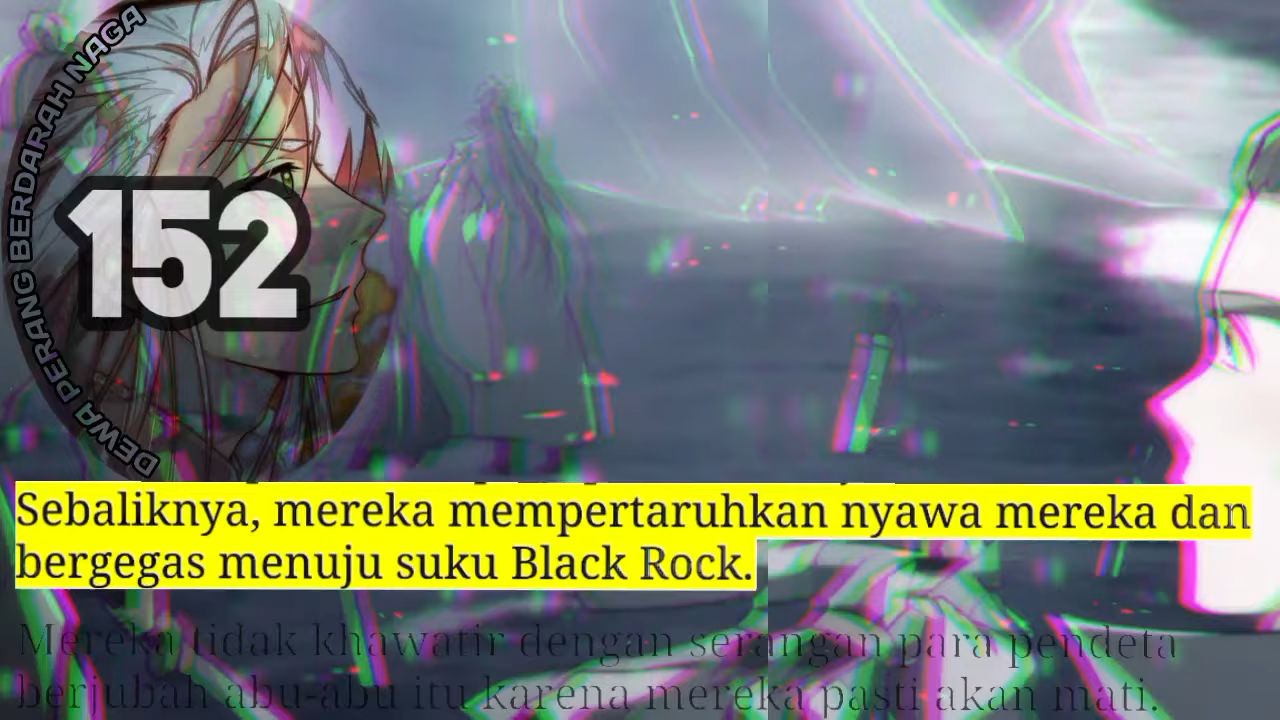 DEWA PERANG BERDARAH NAGA
152
Sebaliknya, mereka mempertaruhkan nyawa mereka dan
bergegas menuju suku Black Rock.
Mereka tidak khawatir dengan serangan para pendeta
berjubah abu-abu itu karena mereka pasti akan mati.